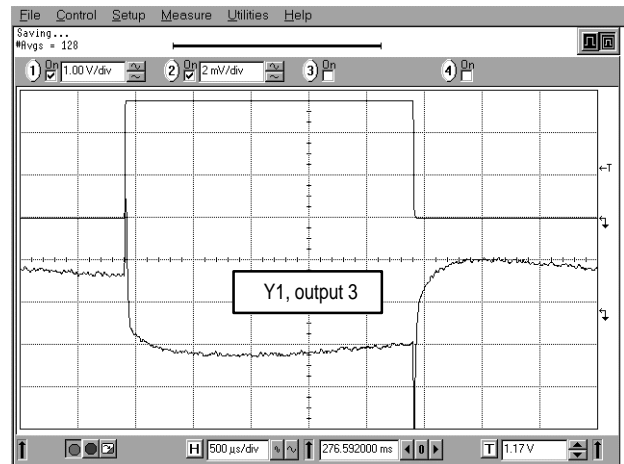 File Control Setup Measure Utilities Help
Saving...
#Avgs = 128
1 On 1.00 V/div 2 On 2 mV/div 3 On 4 On
←T
Y1, output 3
H 500 µs/div 276.592000 ms 0 T 1.17 V